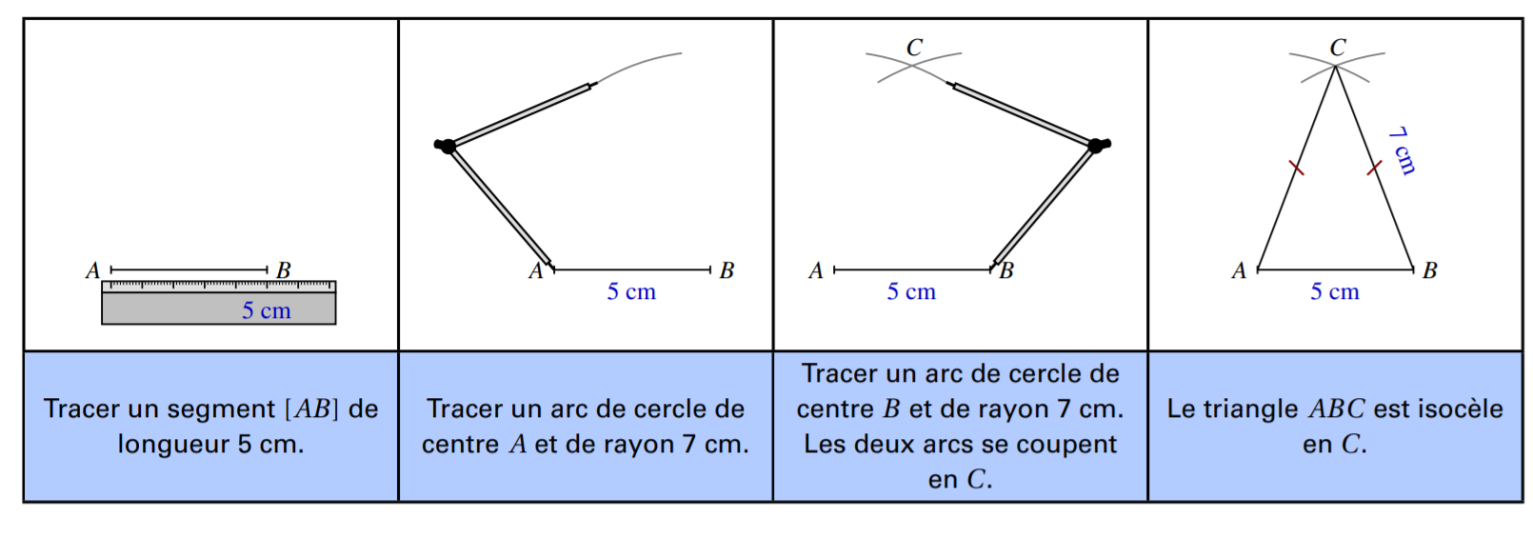 A
B
5 cm
A
B
5 cm
C
A
B
5 cm
C
7 cm
A
B
5 cm
Tracer un segment [AB] de
longueur 5 cm.
Tracer un arc de cercle de
centre A et de rayon 7 cm.
Tracer un arc de cercle de
centre B et de rayon 7 cm.
Les deux arcs se coupent
en C.
Le triangle ABC est isocèle
en C.